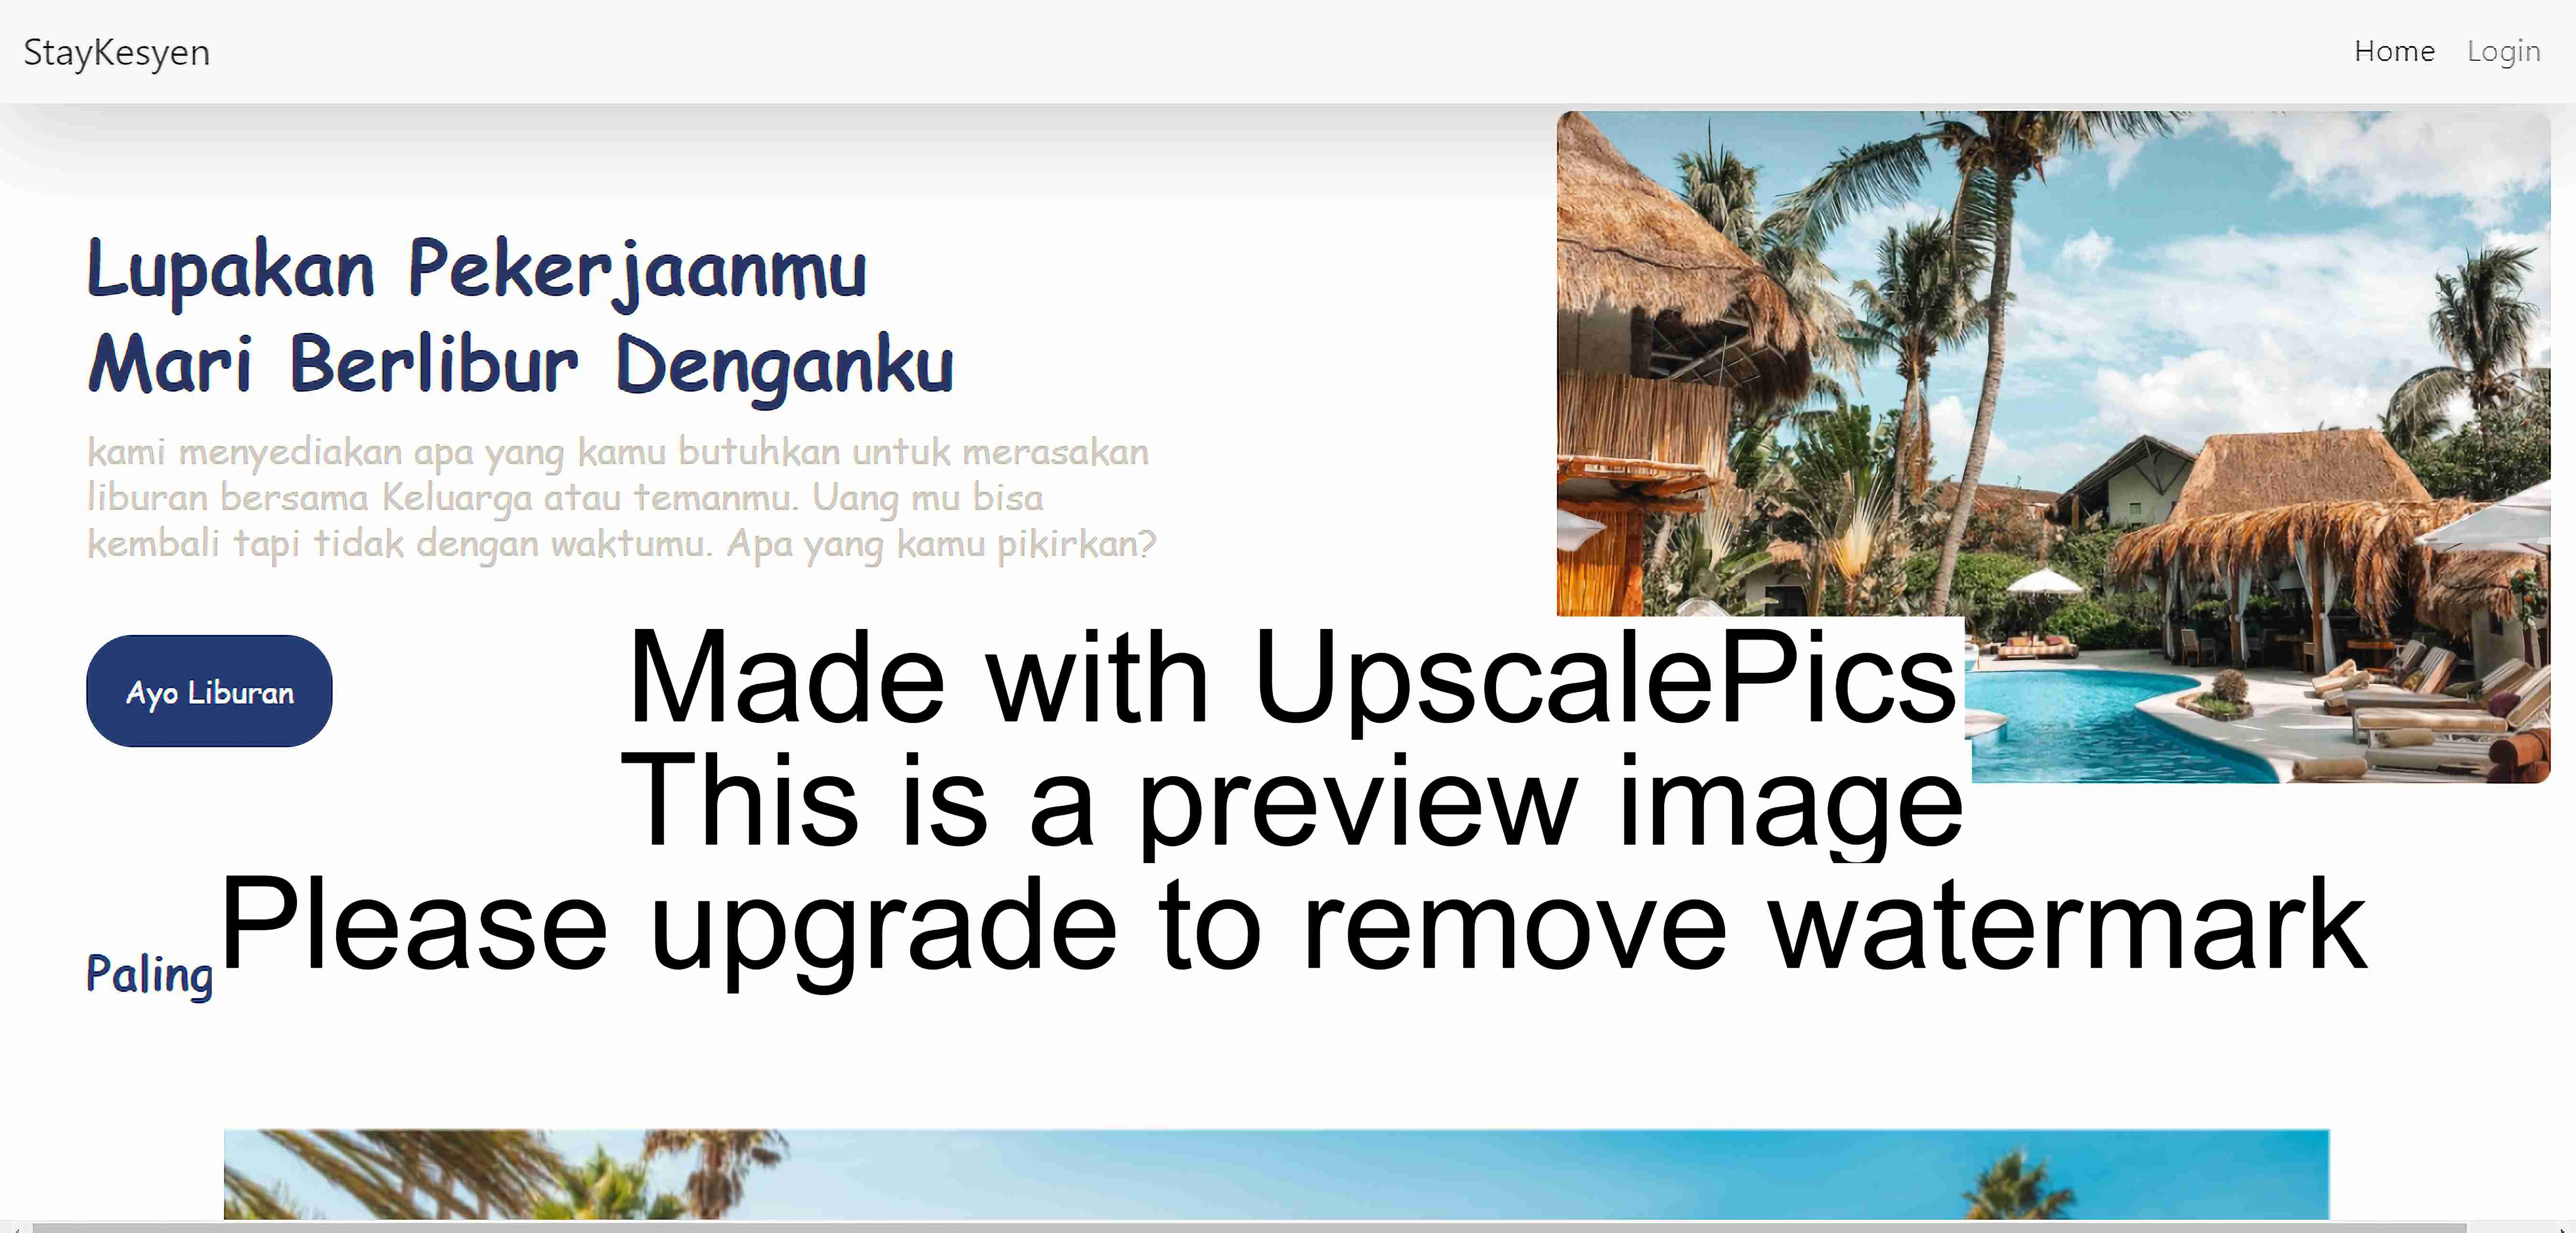 StayKesyen
Home Login
Lupakan Pekerjaanmu
Mari Berlibur Denganku
kami menyediakan apa yang kamu butuhkan untuk merasakan
liburan bersama Keluarga atau temanmu. Uang mu bisa
kembali tapi tidak dengan waktumu. Apa yang kamu pikirkan?
Ayo Liburan
Made with UpscalePics
This is a preview image
Please upgrade to remove watermark
Paling